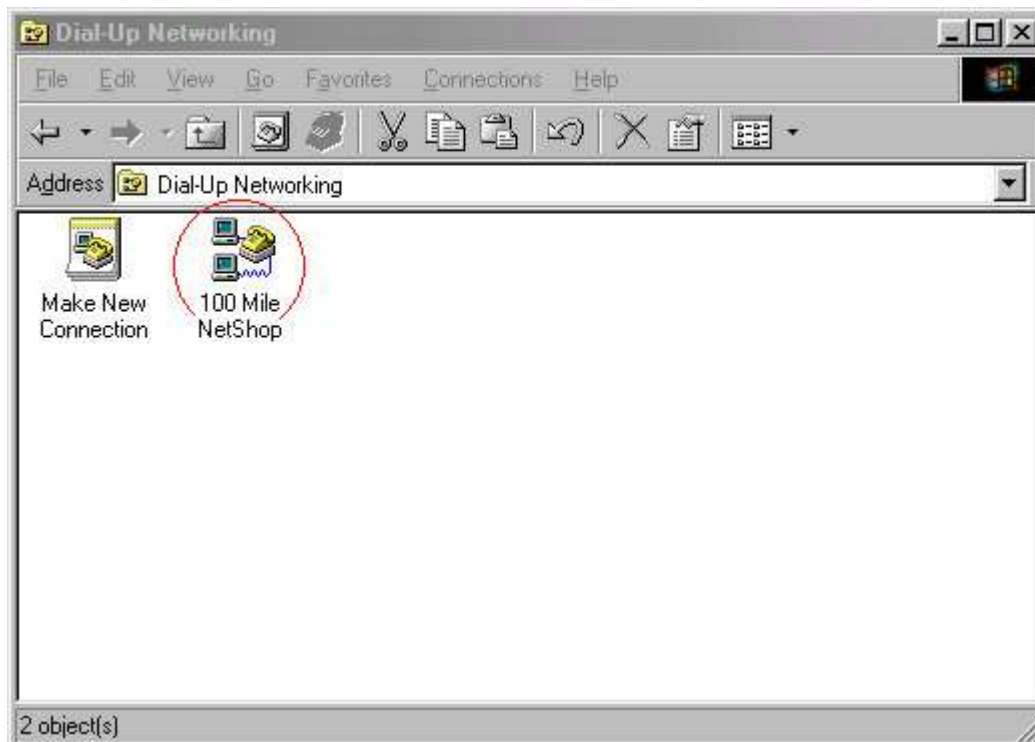 Dial-Up Networking
File Edit View Go Favorites Connections Help
Address Dial-Up Networking
Make New
Connection
100 Mile
NetShop
2 object(s)